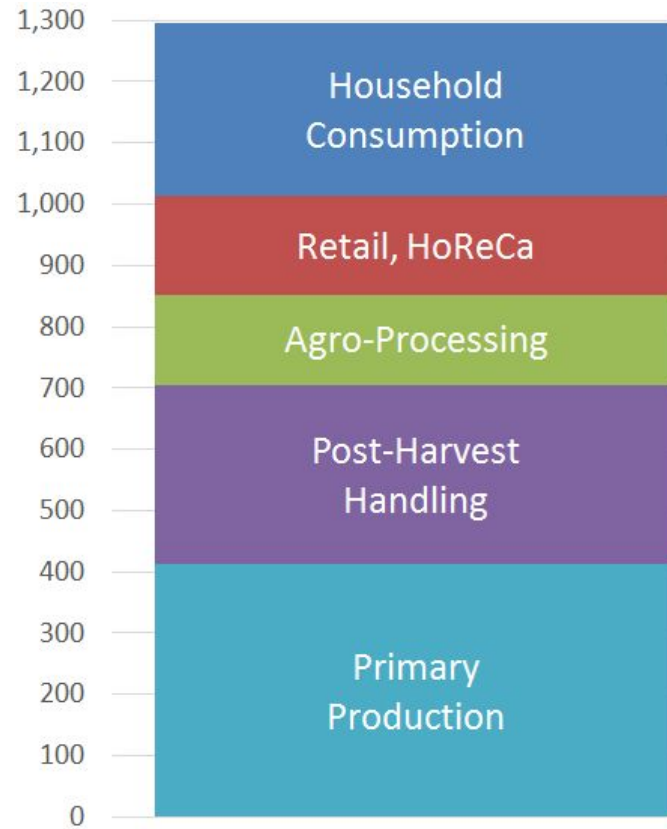 1,300
1,200
1,100
1,000
900
800
700
600
500
400
300
200
100
0
Household
Consumption
Retail, HoReCa
Agro-Processing
Post-Harvest
Handling
Primary
Production